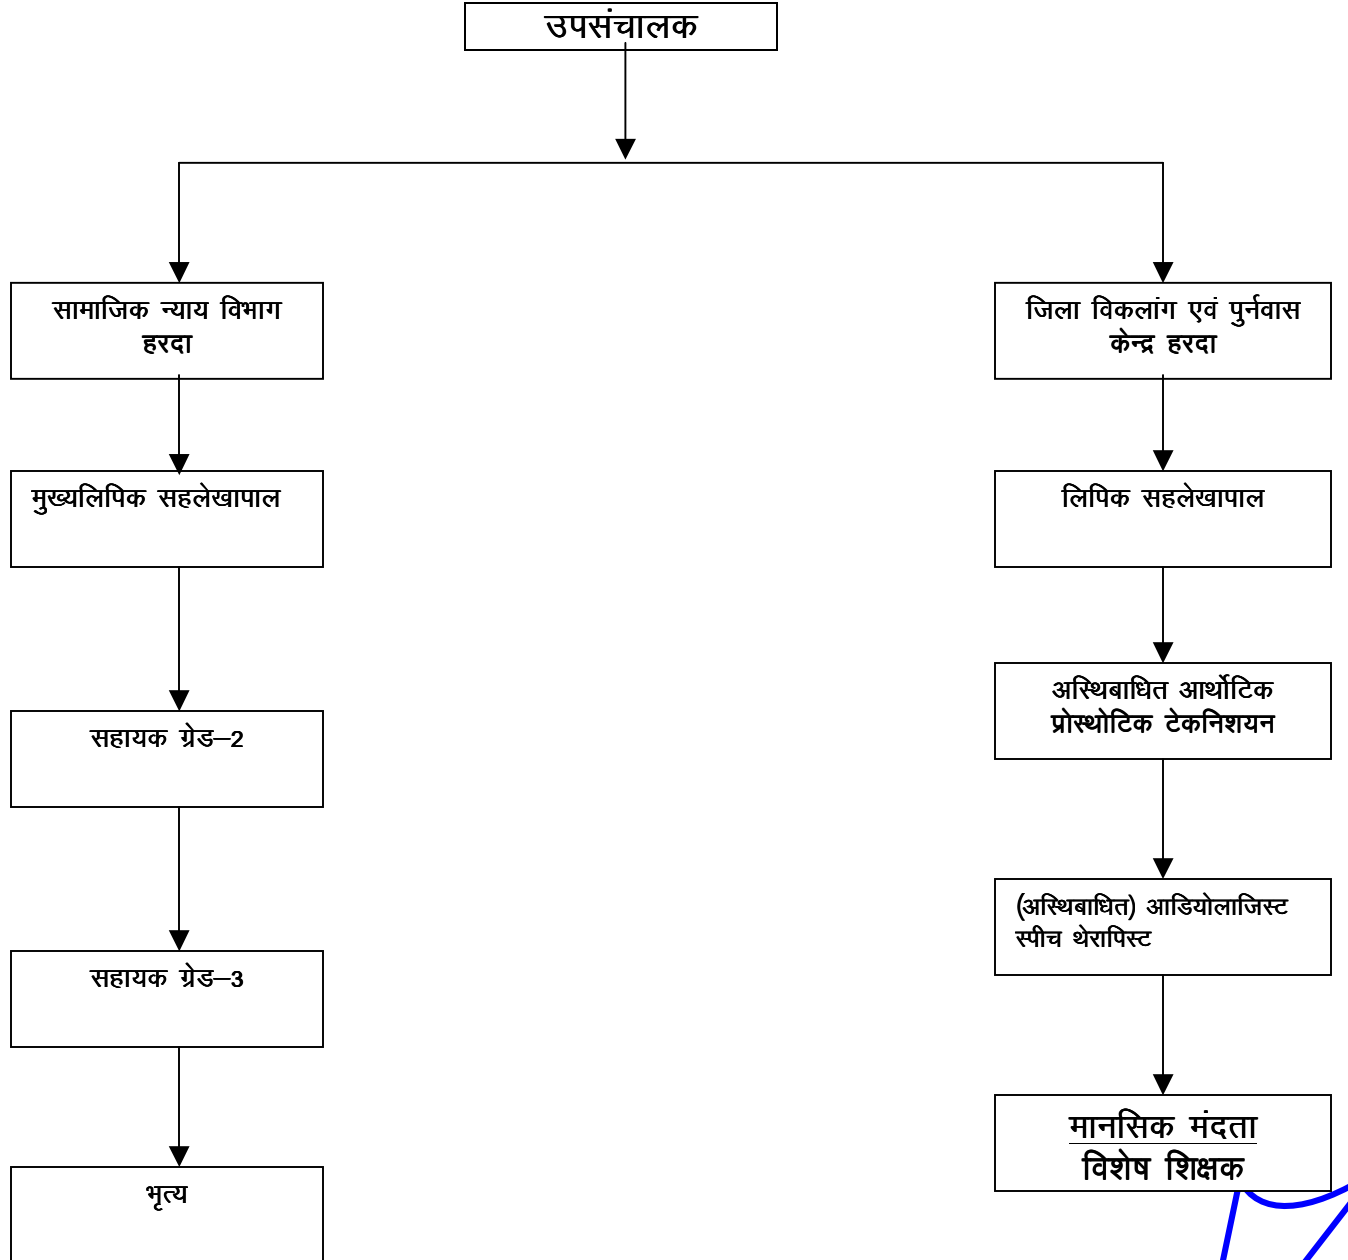 उपसंचालक
सामाजिक न्याय विभाग
हरदा
जिला विकलांग एवं पुर्नवास
केन्द्र हरदा
मुख्यलिपिक सहलेखापाल
लिपिक सहलेखापाल
अस्थिबाधित आर्थोटिक
प्रोस्थोटिक टेकनिशयन
सहायक ग्रेड–2
(अस्थिबाधित) आडियोलाजिस्ट
स्पीच थेरापिस्ट
सहायक ग्रेड–3
मानसिक मंदता
विशेष शिक्षक
भृत्य